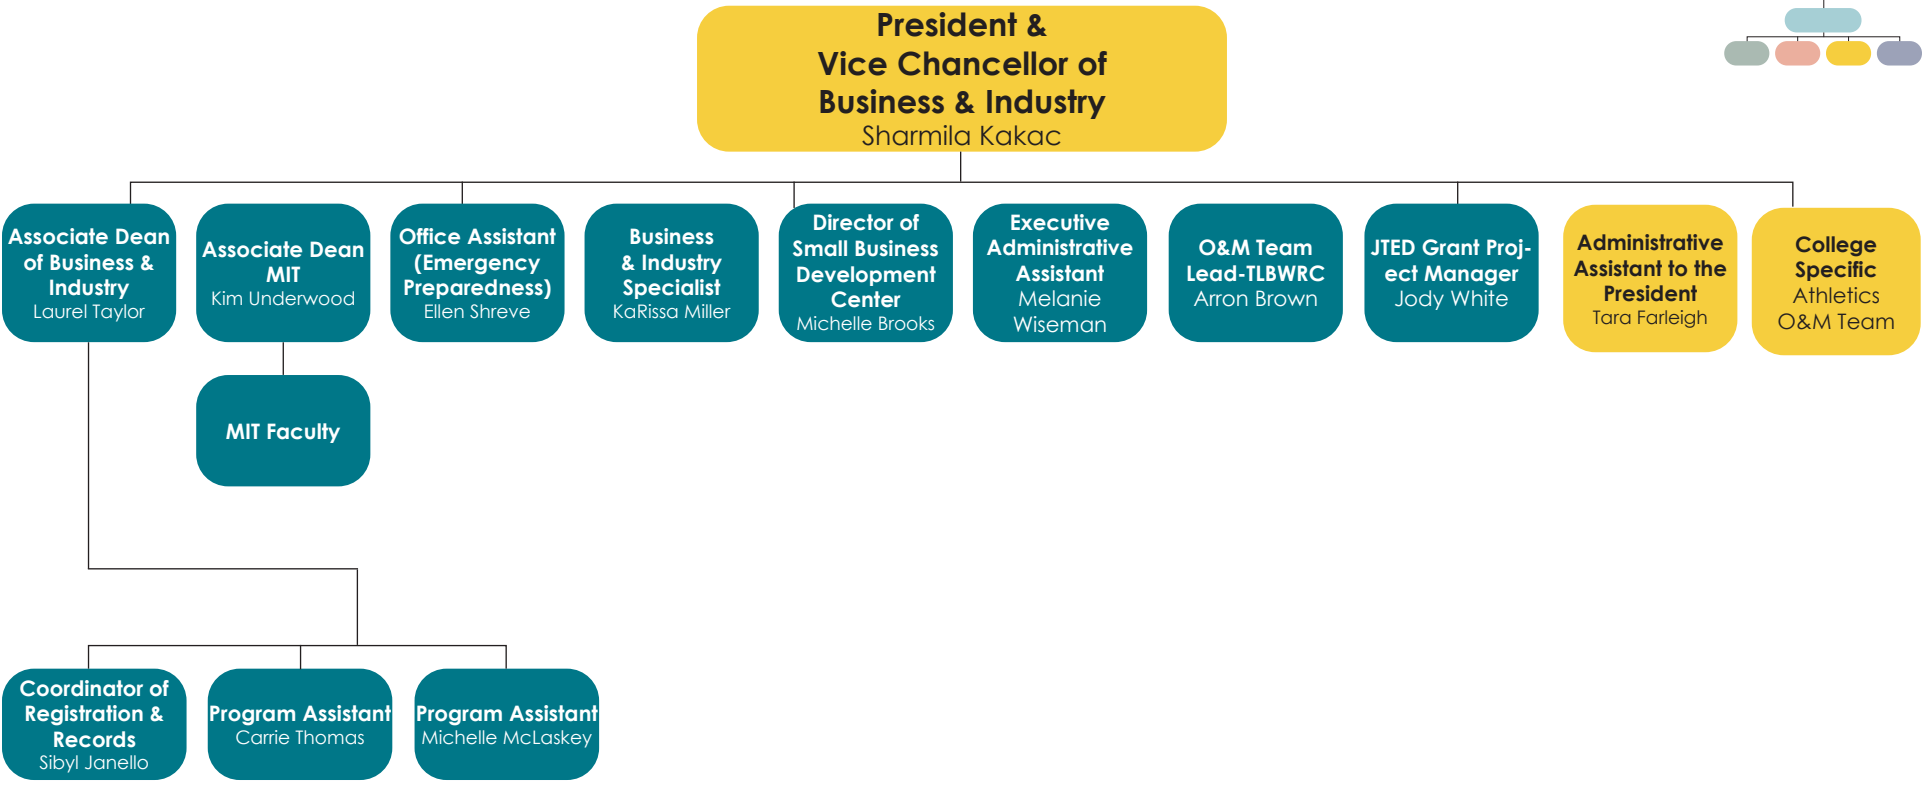 President &
Vice Chancellor of
Business & Industry
Sharmila Kakac
Associate Dean
of Business &
Industry
Laurel Taylor
Associate Dean
MIT
Kim Underwood
Office Assistant
(Emergency
Preparedness)
Ellen Shreve
Business
& Industry
Specialist
KaRissa Miller
Director of
Small Business
Development
Center
Michelle Brooks
Executive
Administrative
Assistant
Melanie
Wiseman
O&M Team
Lead-TLBWRC
Arron Brown
JTED Grant Proj-
ect Manager
Jody White
Administrative
Assistant to the
President
Tara Farleigh
College
Specific
Athletics
O&M Team
MIT Faculty
Coordinator of
Registration &
Records
Sibyl Janello
Program Assistant
Carrie Thomas
Program Assistant
Michelle McLaskey